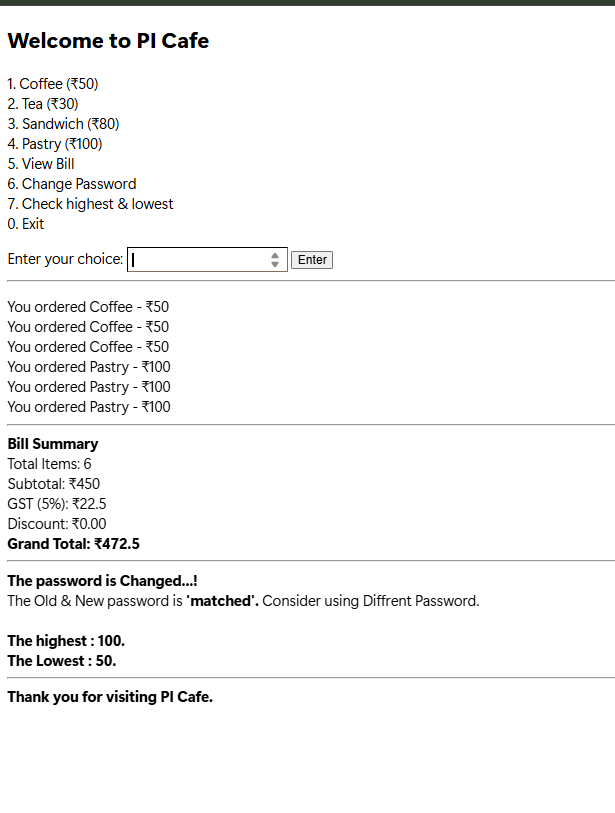 Welcome to PI Cafe
1. Coffee (₹50)
2. Tea (₹30)
3. Sandwich (₹80)
4. Pastry (₹100)
5. View Bill
6. Change Password
7. Check highest & lowest
0. Exit
Enter your choice: Enter
You ordered Coffee - ₹50
You ordered Coffee - ₹50
You ordered Coffee - ₹50
You ordered Pastry - ₹100
You ordered Pastry - ₹100
You ordered Pastry - ₹100
Bill Summary
Total Items: 6
Subtotal: ₹450
GST (5%): ₹22.5
Discount: ₹0.00
Grand Total: ₹472.5
The password is Changed...!
The Old & New password is 'matched'. Consider using Diffrent Password.
The highest : 100.
The Lowest : 50.
Thank you for visiting PI Cafe.